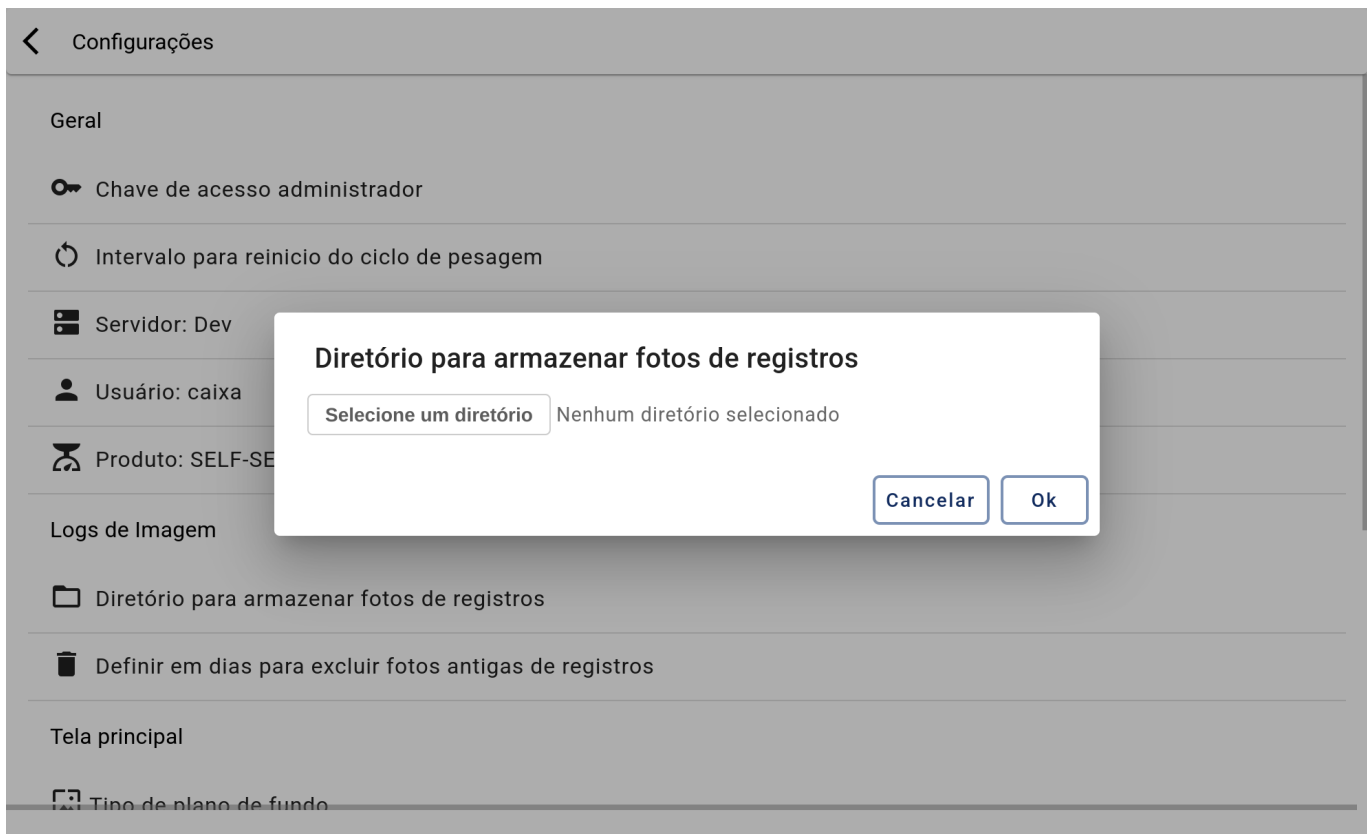 Configurações
Geral
Chave de acesso administrador
Intervalo para reinicio do ciclo de pesagem
Servidor: Dev
Usuário: caixa
Produto: SELF-SE
Diretório para armazenar fotos de registros
Selecione um diretório Nenhum diretório selecionado
Cancelar Ok
Logs de Imagem
Diretório para armazenar fotos de registros
Definir em dias para excluir fotos antigas de registros
Tela principal
Tipo de plano de fundo